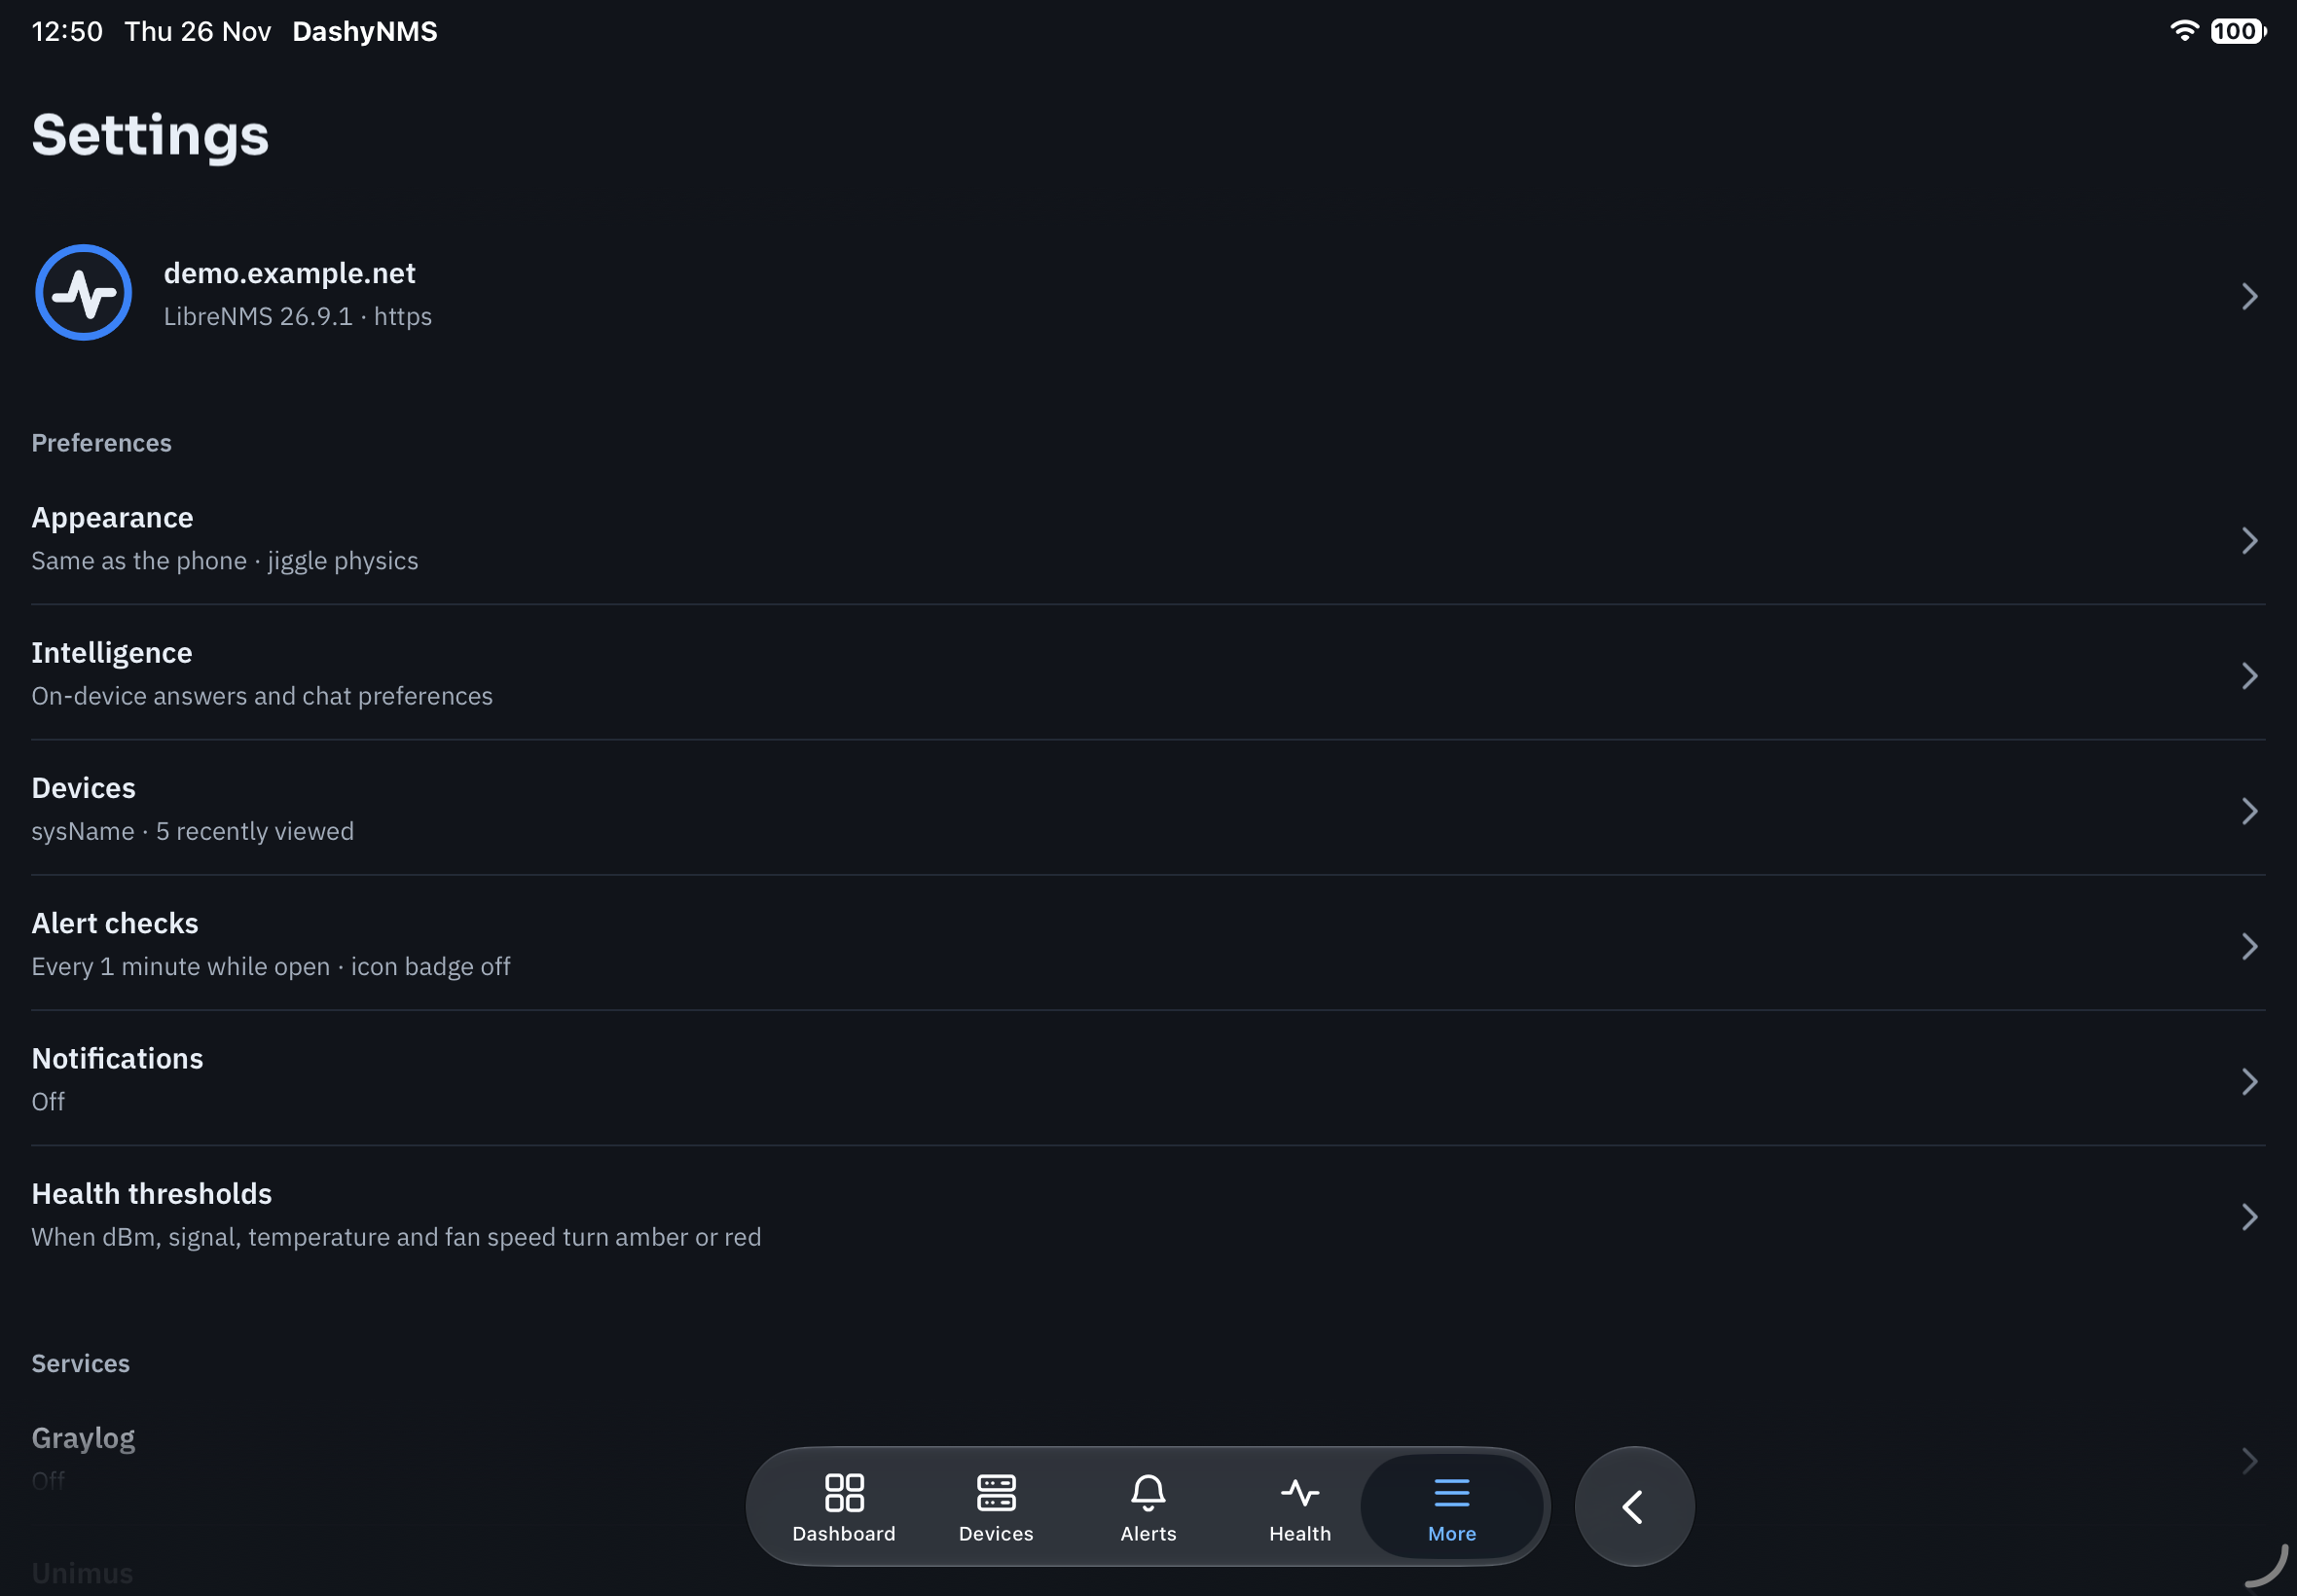 12:50 Thu 26 Nov DashyNMS 100
Settings
demo.example.net
LibreNMS 26.9.1 · https
Preferences
Appearance
Same as the phone · jiggle physics
Intelligence
On-device answers and chat preferences
Devices
sysName · 5 recently viewed
Alert checks
Every 1 minute while open · icon badge off
Notifications
Off
Health thresholds
When dBm, signal, temperature and fan speed turn amber or red
Services
Graylog
Off
Unimus
Dashboard Devices Alerts Health More